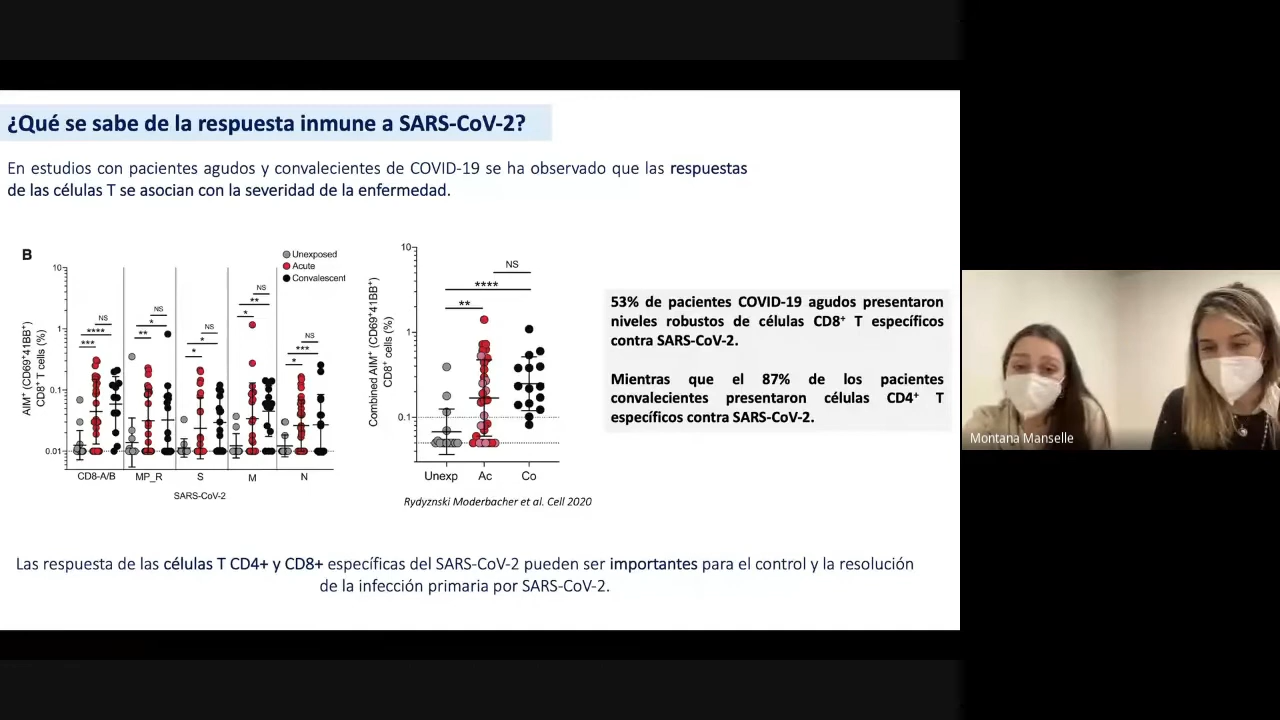 ¿Qué se sabe de la respuesta inmune a SARS-CoV-2?
En estudios con pacientes agudos y convalecientes de COVID-19 se ha observado que las respuestas
de las células T se asocian con la severidad de la enfermedad.
B
Unexposed
Acute
Convalescent
AIM⁺ (CD69⁺41BB⁺)
CD8⁺ T cells (%)
10
1
0.1
0.01
NS
****
***
NS
*
**
NS
*
*
NS
**
*
NS
***
*
CD8-A/B MP_R S M N
SARS-CoV-2
Combined AIM⁺ (CD69⁺41BB⁺)
CD8⁺ cells (%)
10
1
0.1
NS
****
**
Unexp Ac Co
Rydyznski Moderbacher et al. Cell 2020
53% de pacientes COVID-19 agudos presentaron
niveles robustos de células CD8⁺ T específicos
contra SARS-CoV-2.
Mientras que el 87% de los pacientes
convalecientes presentaron células CD4⁺ T
específicos contra SARS-CoV-2.
Las respuesta de las células T CD4+ y CD8+ específicas del SARS-CoV-2 pueden ser importantes para el control y la resolución
de la infección primaria por SARS-CoV-2.
Montana Manselle